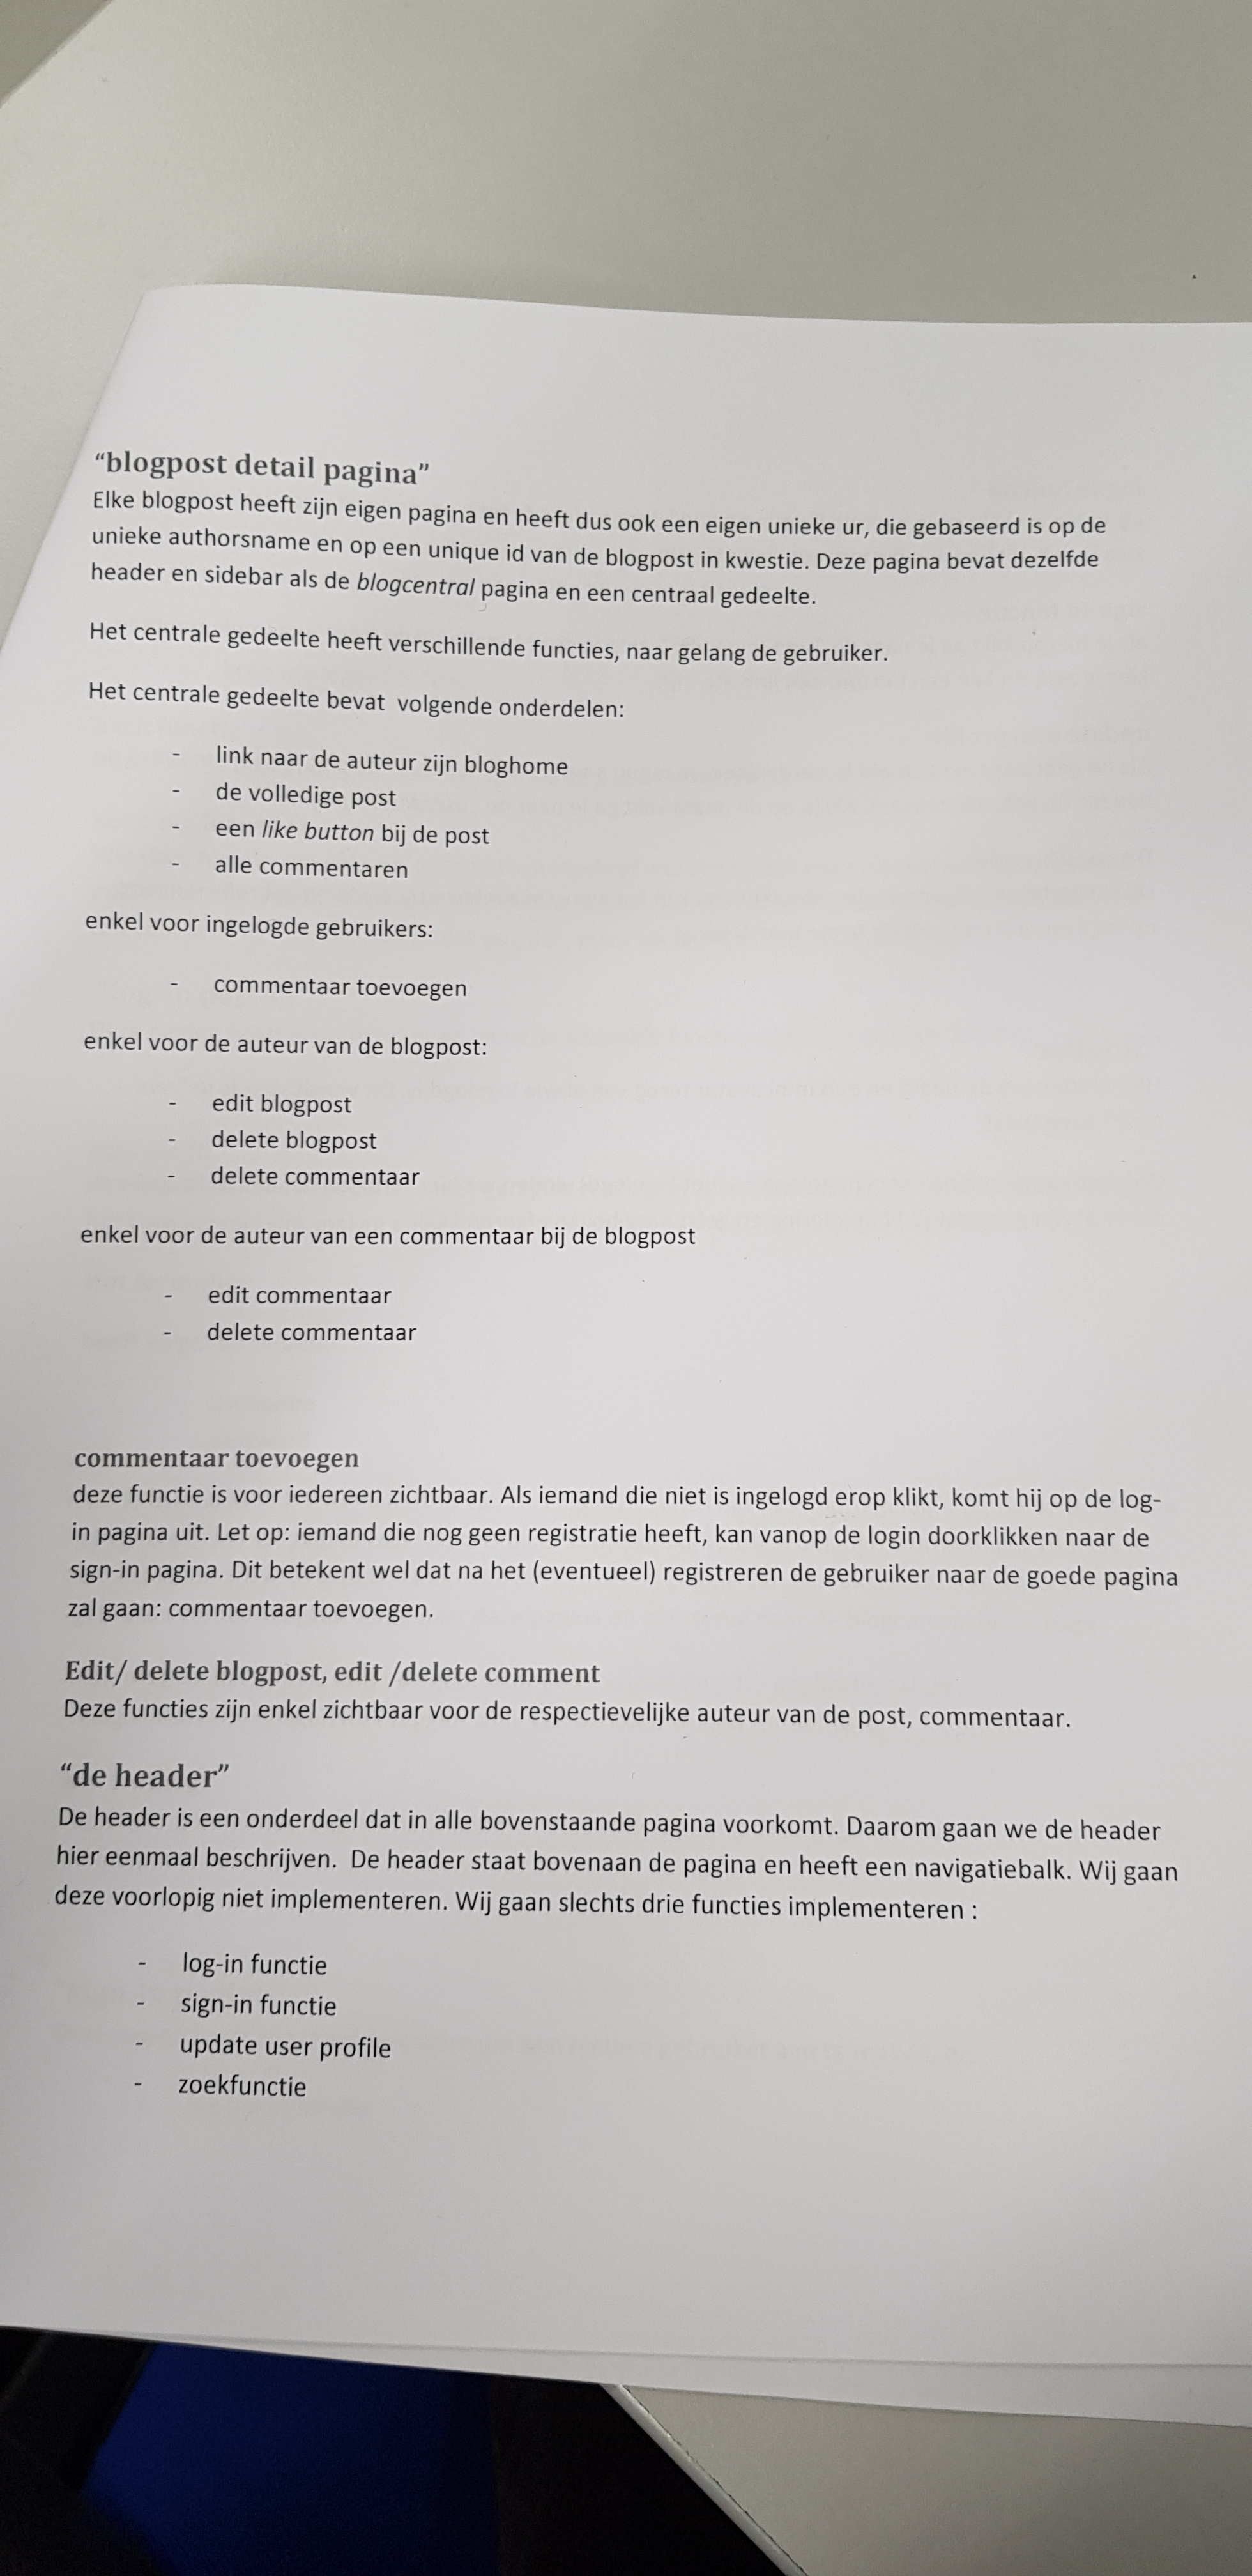 “blogpost detail pagina”
Elke blogpost heeft zijn eigen pagina en heeft dus ook een eigen unieke ur, die gebaseerd is op de
unieke authorsname en op een unique id van de blogpost in kwestie. Deze pagina bevat dezelfde
header en sidebar als de blogcentral pagina en een centraal gedeelte.
Het centrale gedeelte heeft verschillende functies, naar gelang de gebruiker.
Het centrale gedeelte bevat  volgende onderdelen:
- link naar de auteur zijn bloghome
- de volledige post
- een like button bij de post
- alle commentaren
enkel voor ingelogde gebruikers:
- commentaar toevoegen
enkel voor de auteur van de blogpost:
- edit blogpost
- delete blogpost
- delete commentaar
enkel voor de auteur van een commentaar bij de blogpost
- edit commentaar
- delete commentaar
commentaar toevoegen
deze functie is voor iedereen zichtbaar. Als iemand die niet is ingelogd erop klikt, komt hij op de log-
in pagina uit. Let op: iemand die nog geen registratie heeft, kan vanop de login doorklikken naar de
sign-in pagina. Dit betekent wel dat na het (eventueel) registreren de gebruiker naar de goede pagina
zal gaan: commentaar toevoegen.
Edit/ delete blogpost, edit /delete comment
Deze functies zijn enkel zichtbaar voor de respectievelijke auteur van de post, commentaar.
“de header”
De header is een onderdeel dat in alle bovenstaande pagina voorkomt. Daarom gaan we de header
hier eenmaal beschrijven.  De header staat bovenaan de pagina en heeft een navigatiebalk. Wij gaan
deze voorlopig niet implementeren. Wij gaan slechts drie functies implementeren :
- log-in functie
- sign-in functie
- update user profile
- zoekfunctie